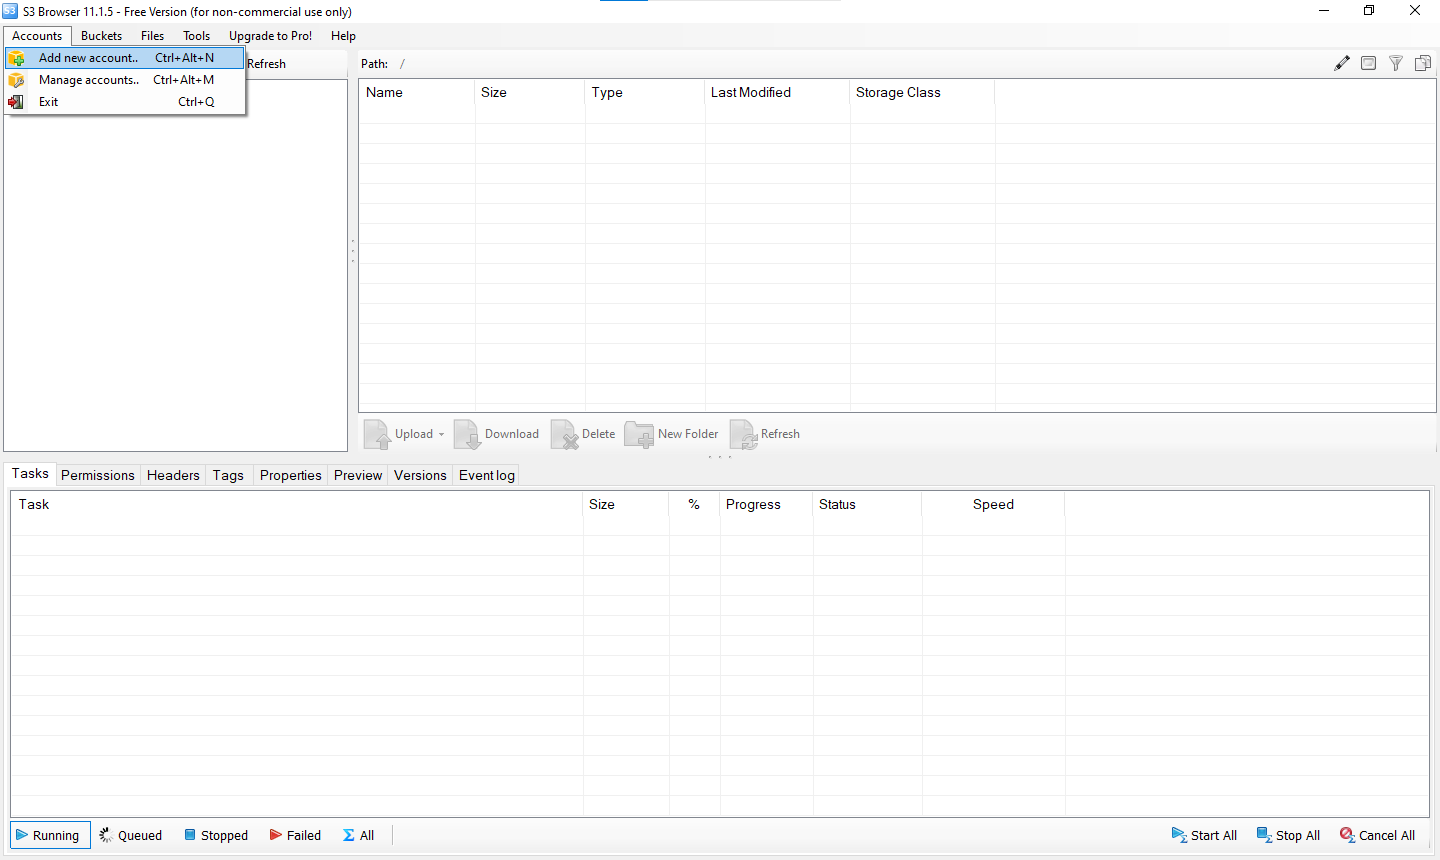 S3 S3 Browser 11.1.5 - Free Version (for non-commercial use only)
Accounts Buckets Files Tools Upgrade to Pro! Help
Add new account.. Ctrl+Alt+N
Manage accounts.. Ctrl+Alt+M
Exit Ctrl+Q
Refresh
Path: /
Name Size Type Last Modified Storage Class
Upload Download Delete New Folder Refresh
Tasks Permissions Headers Tags Properties Preview Versions Event log
Task Size % Progress Status Speed
Running Queued Stopped Failed All Start All Stop All Cancel All